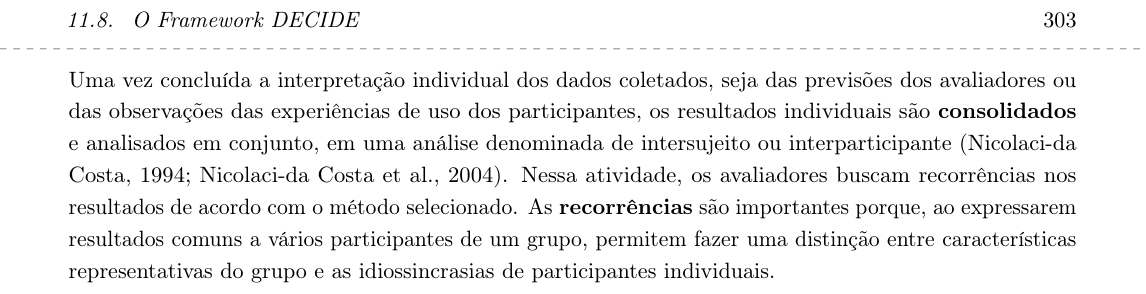 11.8. O Framework DECIDE 303
Uma vez concluída a interpretação individual dos dados coletados, seja das previsões dos avaliadores ou
das observações das experiências de uso dos participantes, os resultados individuais são consolidados
e analisados em conjunto, em uma análise denominada de intersujeito ou interparticipante (Nicolaci-da
Costa, 1994; Nicolaci-da Costa et al., 2004). Nessa atividade, os avaliadores buscam recorrências nos
resultados de acordo com o método selecionado. As recorrências são importantes porque, ao expressarem
resultados comuns a vários participantes de um grupo, permitem fazer uma distinção entre características
representativas do grupo e as idiossincrasias de participantes individuais.